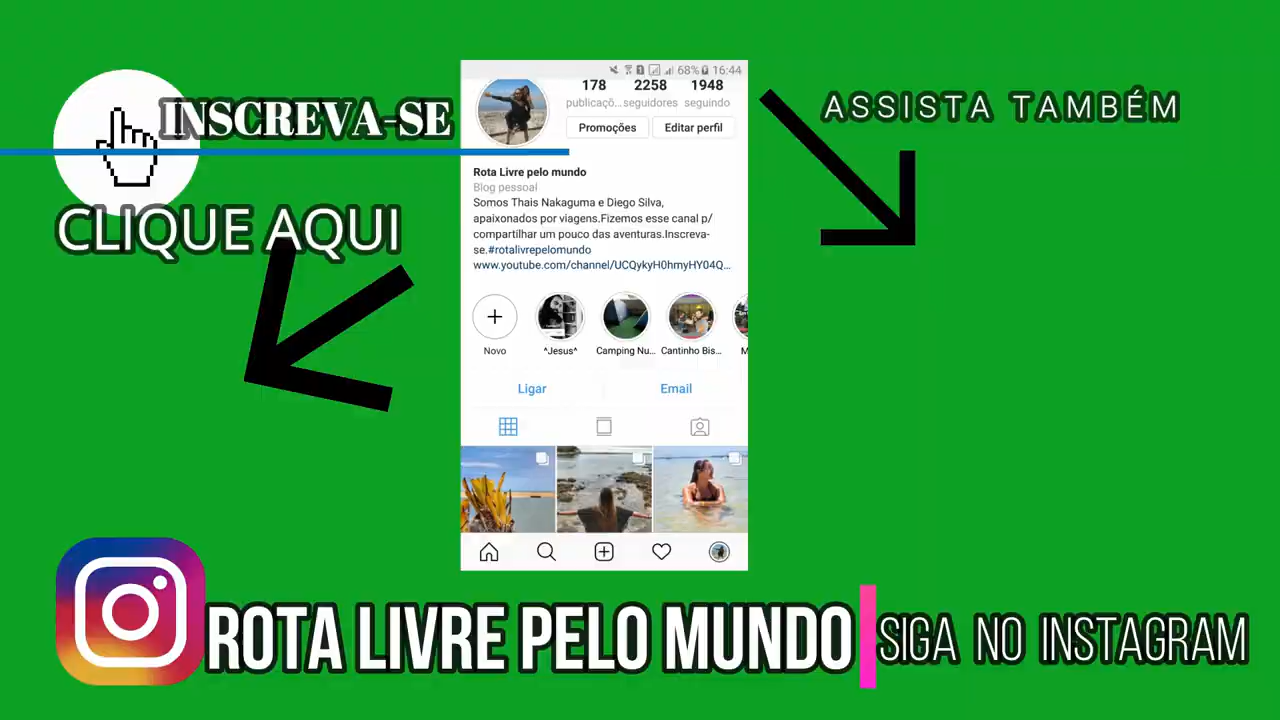 INSCREVA-SE
CLIQUE AQUI
68% 16:44
178 2258 1948
publicaçõ... seguidores seguindo
Promoções Editar perfil
Rota Livre pelo mundo
Blog pessoal
Somos Thais Nakaguma e Diego Silva,
apaixonados por viagens.Fizemos esse canal p/
compartilhar um pouco das aventuras.Inscreva-
se.#rotalivrepelomundo
www.youtube.com/channel/UCQykyH0hmyHY04Q...
Novo ^Jesus^ Camping Nu... Cantinho Bis... M
Ligar Email
ASSISTA TAMBÉM
ROTA LIVRE PELO MUNDO
SIGA NO INSTAGRAM